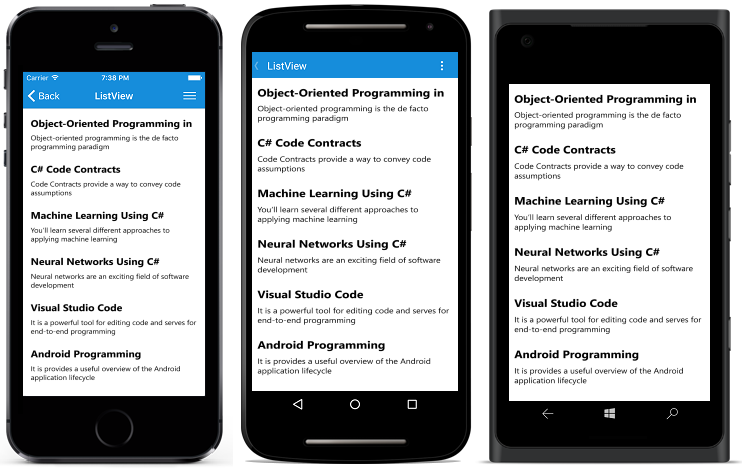 Carrier 7:38 PM
Back ListView
Object-Oriented Programming in
Object-oriented programming is the de facto
programming paradigm
C# Code Contracts
Code Contracts provide a way to convey code
assumptions
Machine Learning Using C#
You'll learn several different approaches to
applying machine learning
Neural Networks Using C#
Neural networks are an exciting field of software
development
Visual Studio Code
It is a powerful tool for editing code and serves for
end-to-end programming
Android Programming
It is provides a useful overview of the Android
application lifecycle
ListView
Object-Oriented Programming in
Object-oriented programming is the de facto
programming paradigm
C# Code Contracts
Code Contracts provide a way to convey code
assumptions
Machine Learning Using C#
You'll learn several different approaches to
applying machine learning
Neural Networks Using C#
Neural networks are an exciting field of software
development
Visual Studio Code
It is a powerful tool for editing code and serves for
end-to-end programming
Android Programming
It is provides a useful overview of the Android
application lifecycle
Object-Oriented Programming in
Object-oriented programming is the de facto
programming paradigm
C# Code Contracts
Code Contracts provide a way to convey code
assumptions
Machine Learning Using C#
You'll learn several different approaches to
applying machine learning
Neural Networks Using C#
Neural networks are an exciting field of software
development
Visual Studio Code
It is a powerful tool for editing code and serves for
end-to-end programming
Android Programming
It is provides a useful overview of the Android
application lifecycle